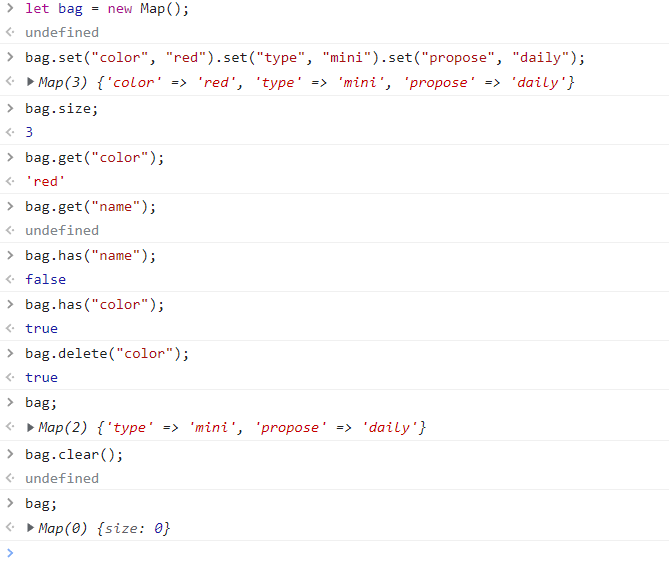 > let bag = new Map();
<· undefined
> bag.set("color", "red").set("type", "mini").set("propose", "daily");
<· ▶Map(3) {'color' => 'red', 'type' => 'mini', 'propose' => 'daily'}
> bag.size;
<· 3
> bag.get("color");
<· 'red'
> bag.get("name");
<· undefined
> bag.has("name");
<· false
> bag.has("color");
<· true
> bag.delete("color");
<· true
> bag;
<· ▶Map(2) {'type' => 'mini', 'propose' => 'daily'}
> bag.clear();
<· undefined
> bag;
<· ▶Map(0) {size: 0}
>